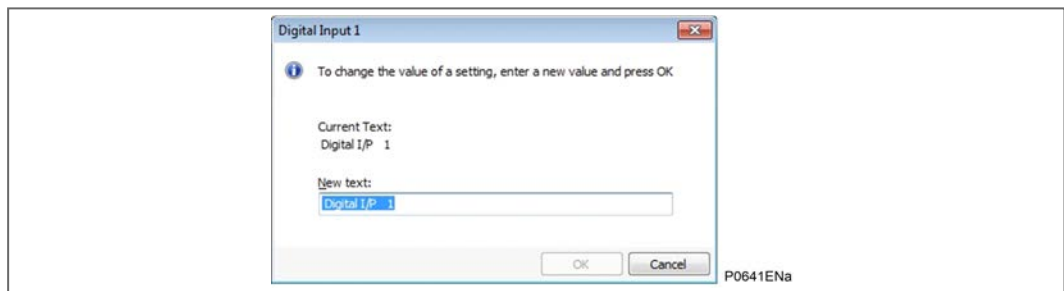 Digital Input 1
To change the value of a setting, enter a new value and press OK
Current Text:
Digital I/P   1
New text:
Digital I/P   1
OK Cancel
P0641ENa